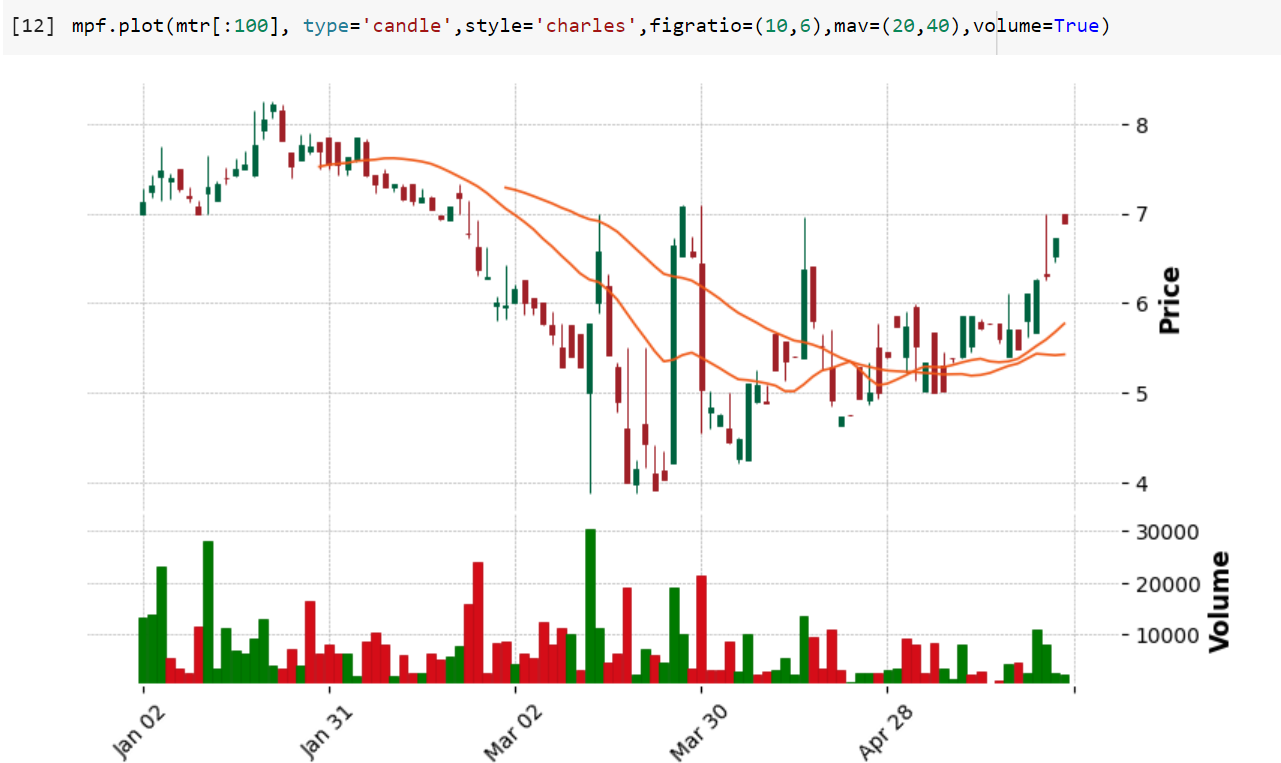 [12] mpf.plot(mtr[:100], type='candle',style='charles',figratio=(10,6),mav=(20,40),volume=True)
8
7
6
5
4
Price
30000
20000
10000
Volume
Jan 02
Jan 31
Mar 02
Mar 30
Apr 28